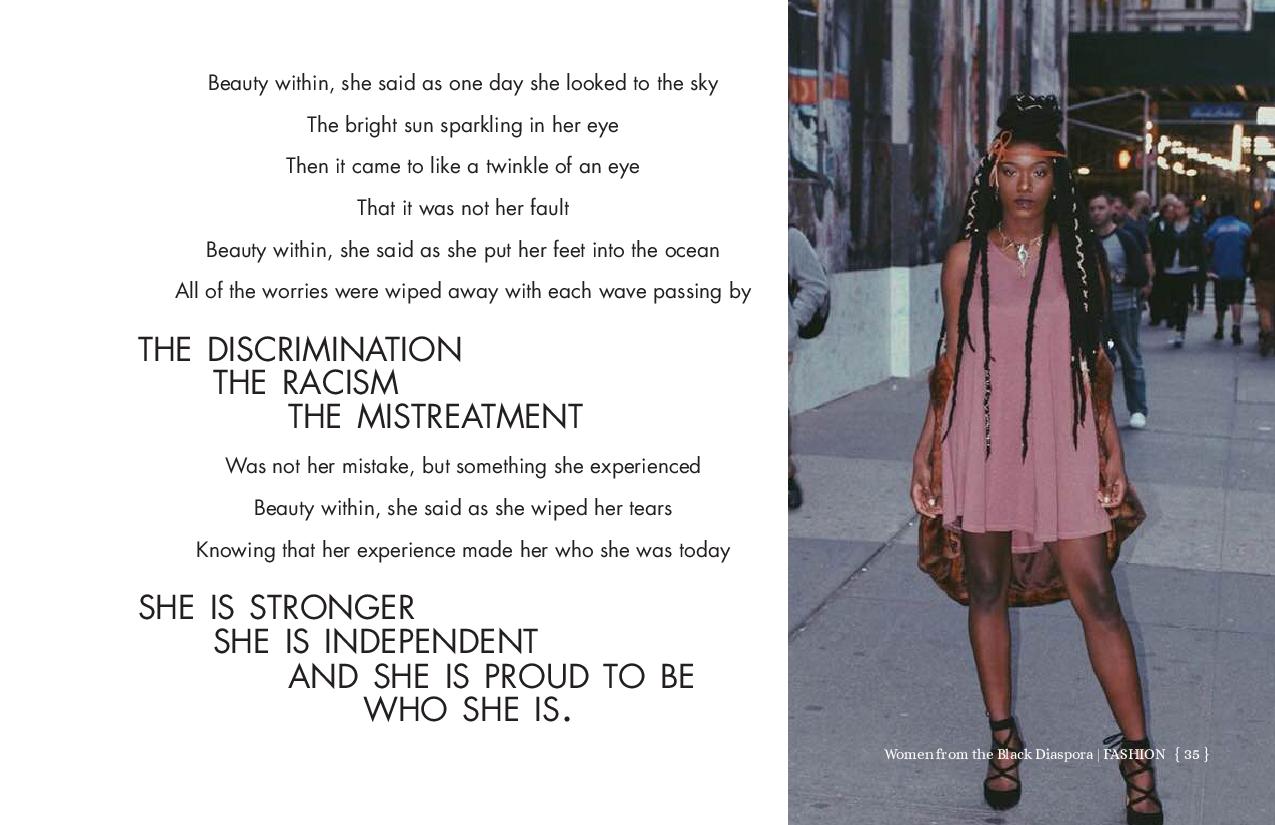 Beauty within, she said as one day she looked to the sky
The bright sun sparkling in her eye
Then it came to like a twinkle of an eye
That it was not her fault
Beauty within, she said as she put her feet into the ocean
All of the worries were wiped away with each wave passing by
THE DISCRIMINATION
THE RACISM
THE MISTREATMENT
Was not her mistake, but something she experienced
Beauty within, she said as she wiped her tears
Knowing that her experience made her who she was today
SHE IS STRONGER
SHE IS INDEPENDENT
AND SHE IS PROUD TO BE
WHO SHE IS.
Women from the Black Diaspora | FASHION { 35 }